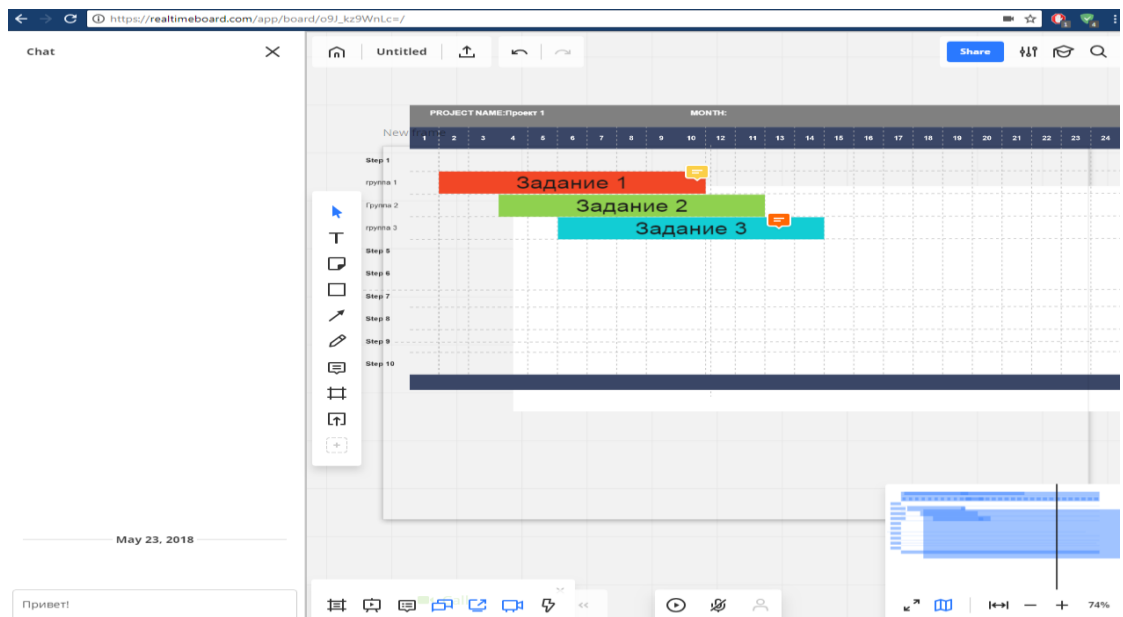 https://realtimeboard.com/app/board/o9J_kz9WnLc=/
Chat
Untitled
Share
PROJECT NAME:Проект 1
MONTH:
New frame
1 2 3 4 5 6 7 8 9 10 12 11 13 14 15 16 17 18 19 20 21 22 23 24
Step 1
группа 1
Задание 1
Группа 2
Задание 2
группа 3
Задание 3
Step 5
Step 6
Step 7
Step 8
Step 9
Step 10
May 23, 2018
Привет!
74%